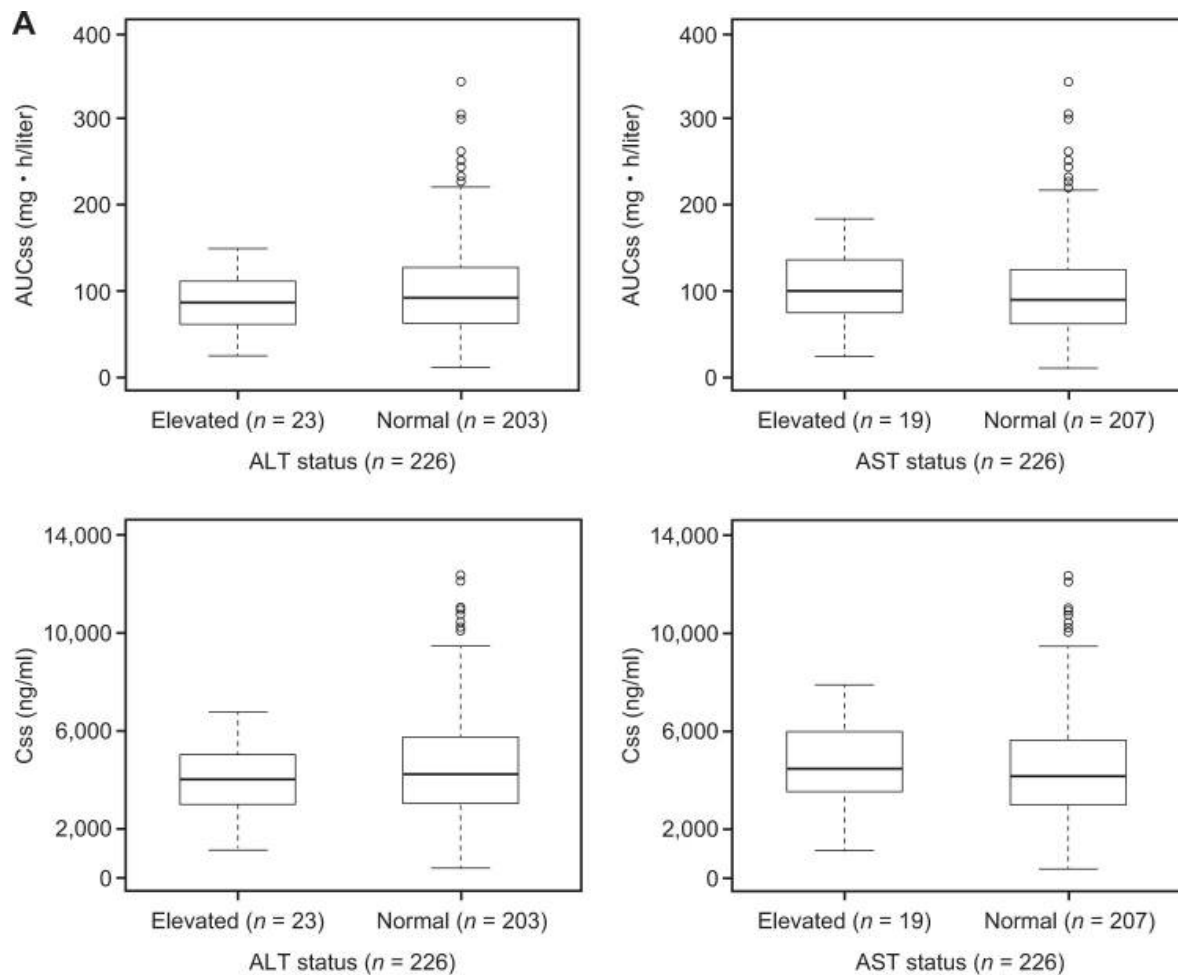 A
400
300
200
100
0
AUCss (mg • h/liter)
Elevated (n = 23)
Normal (n = 203)
ALT status (n = 226)
400
300
200
100
0
AUCss (mg • h/liter)
Elevated (n = 19)
Normal (n = 207)
AST status (n = 226)
14,000
10,000
6,000
2,000
0
Css (ng/ml)
Elevated (n = 23)
Normal (n = 203)
ALT status (n = 226)
14,000
10,000
6,000
2,000
0
Css (ng/ml)
Elevated (n = 19)
Normal (n = 207)
AST status (n = 226)